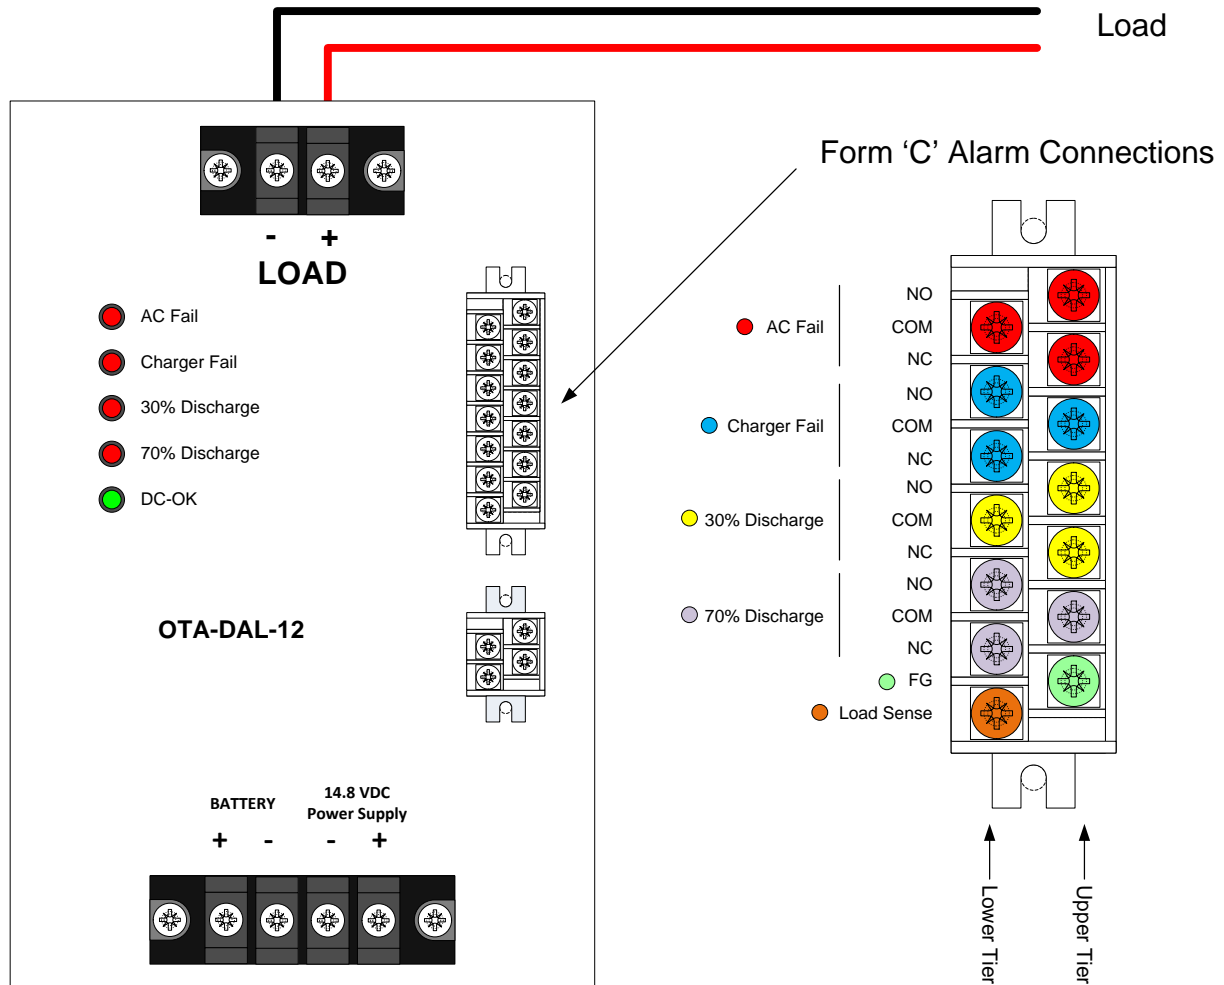 Load
Form ‘C’ Alarm Connections
- +
LOAD
AC Fail
Charger Fail
30% Discharge
70% Discharge
DC-OK
OTA-DAL-12
BATTERY
14.8 VDC
Power Supply
+ - - +
AC Fail
NO
COM
NC
Charger Fail
NO
COM
NC
30% Discharge
NO
COM
NC
70% Discharge
NO
COM
NC
FG
Load Sense
Lower Tier
Upper Tier